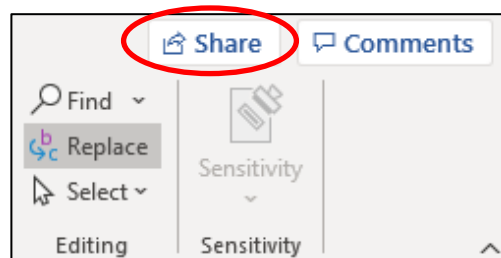 Share Comments
Find
Replace
Sensitivity
Select
Editing Sensitivity